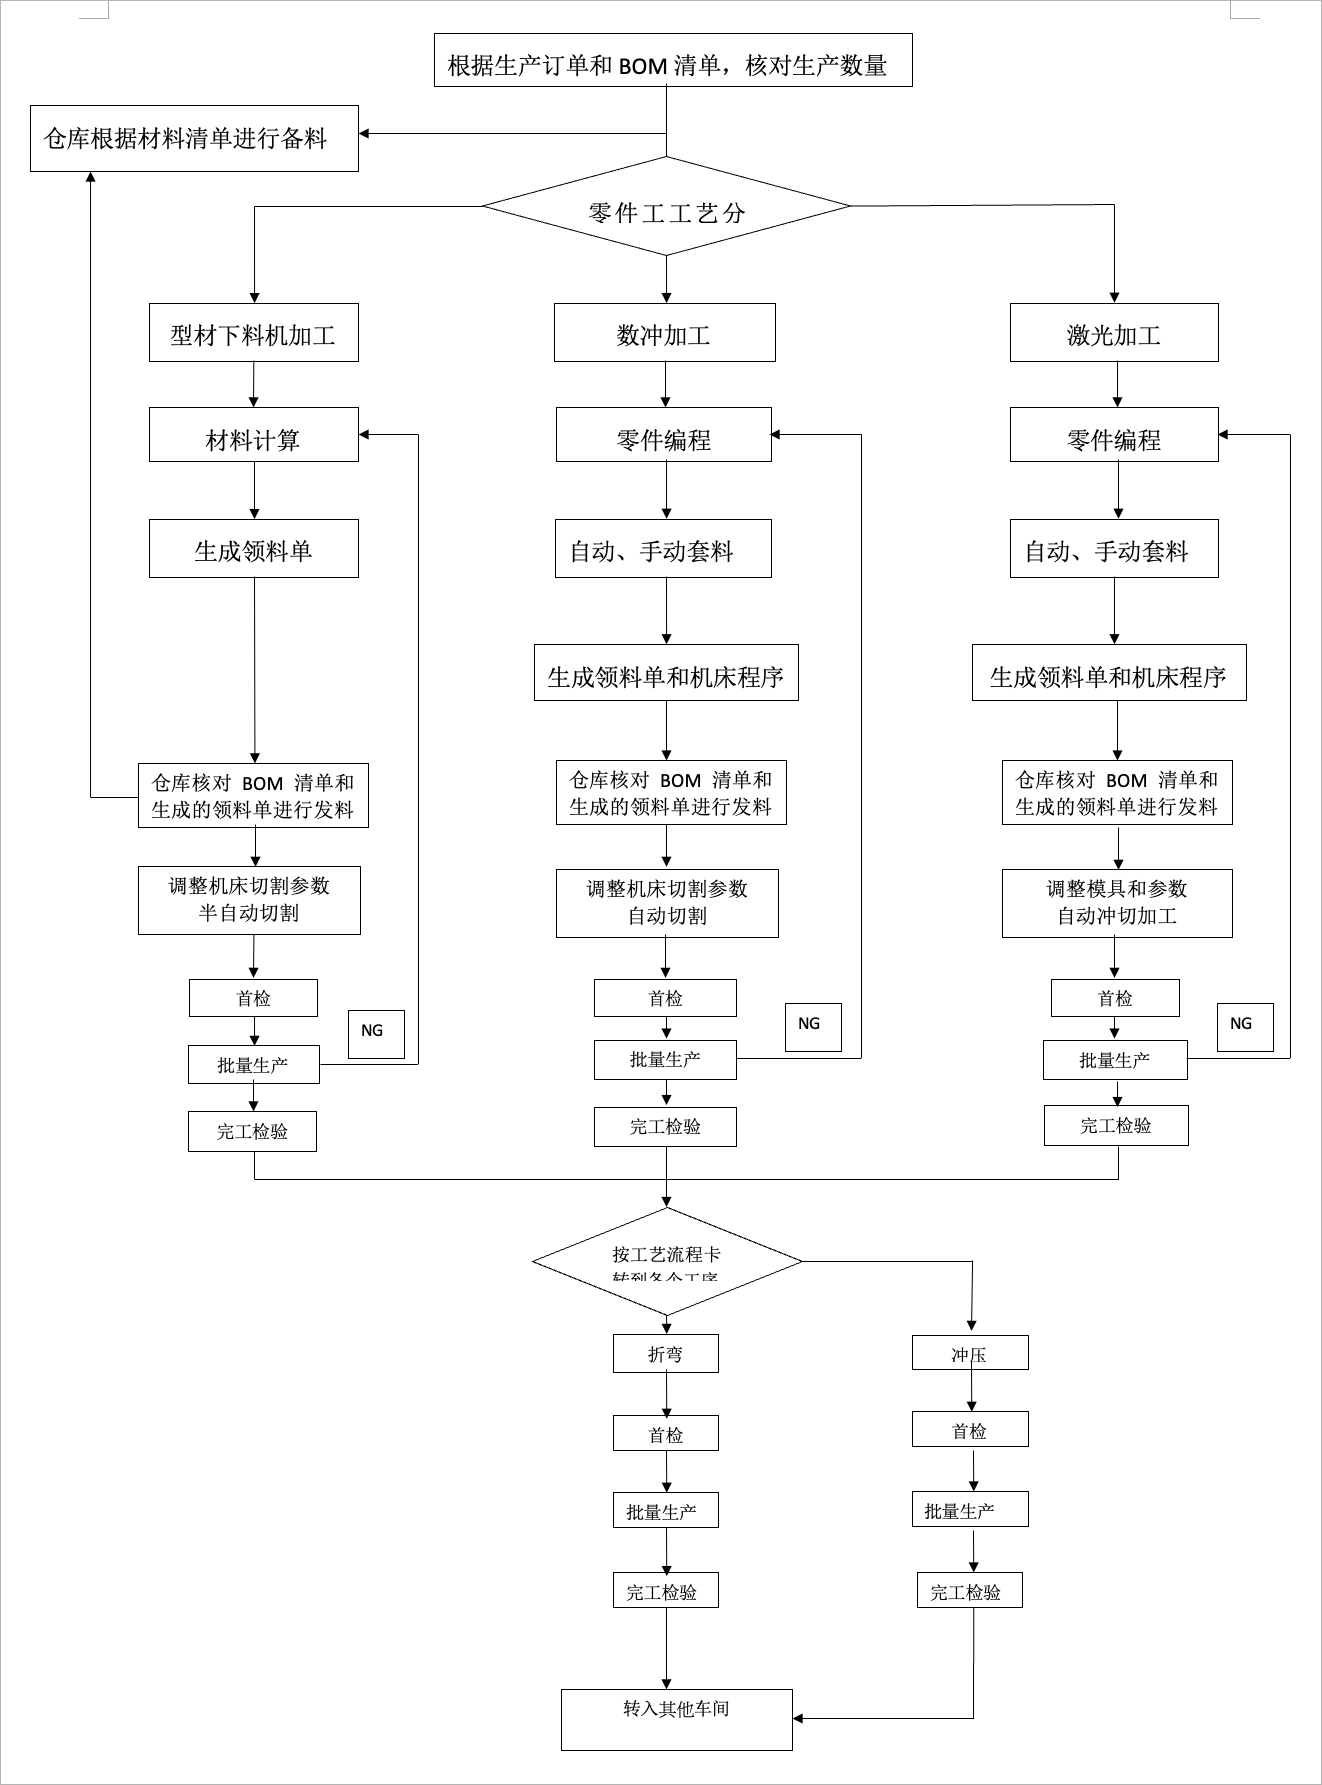 根据生产订单和 BOM 清单，核对生产数量
仓库根据材料清单进行备料
零件工工艺分
型材下料机加工
数冲加工
激光加工
材料计算
零件编程
零件编程
生成领料单
自动、手动套料
自动、手动套料
生成领料单和机床程序
生成领料单和机床程序
仓库核对 BOM 清单和
生成的领料单进行发料
仓库核对 BOM 清单和
生成的领料单进行发料
仓库核对 BOM 清单和
生成的领料单进行发料
调整机床切割参数
半自动切割
调整机床切割参数
自动切割
调整模具和参数
自动冲切加工
首检
首检
首检
NG
NG
NG
批量生产
批量生产
批量生产
完工检验
完工检验
完工检验
按工艺流程卡
转到各个工序
折弯
冲压
首检
首检
批量生产
批量生产
完工检验
完工检验
转入其他车间